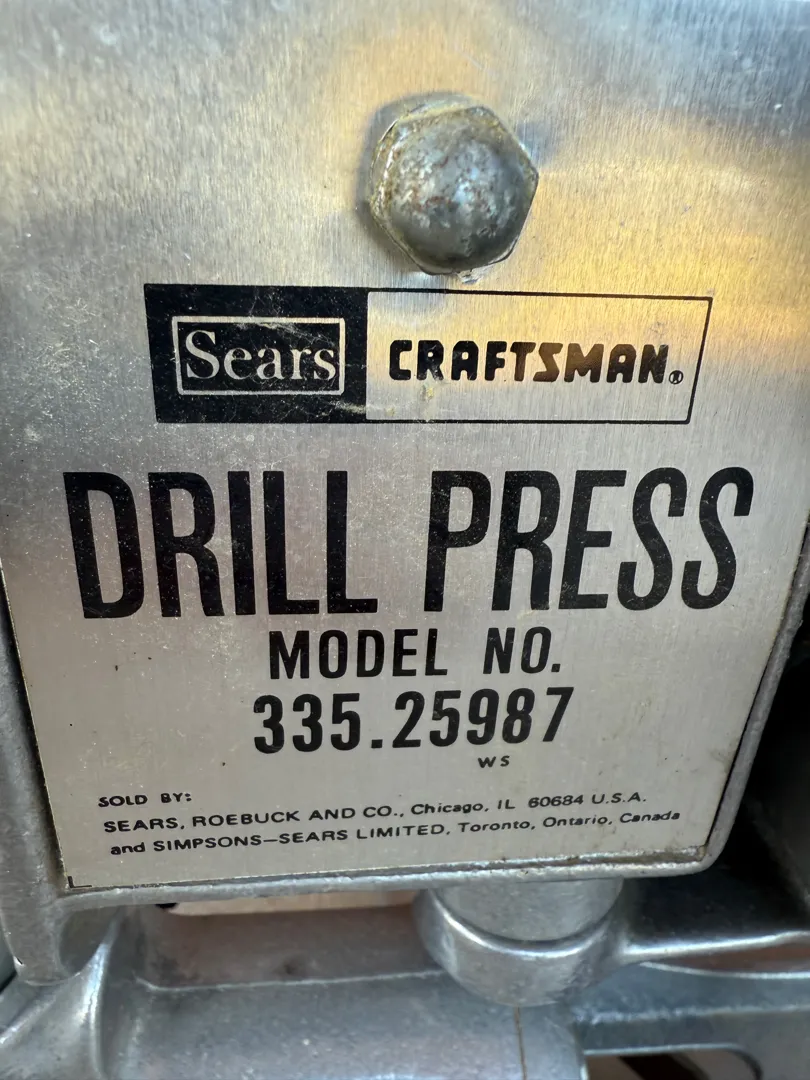 Sears CRAFTSMAN®
DRILL PRESS
MODEL NO.
335.25987
WS
SOLD BY:
SEARS, ROEBUCK AND CO., Chicago, IL 60684 U.S.A.
and SIMPSONS—SEARS LIMITED, Toronto, Ontario, Canada